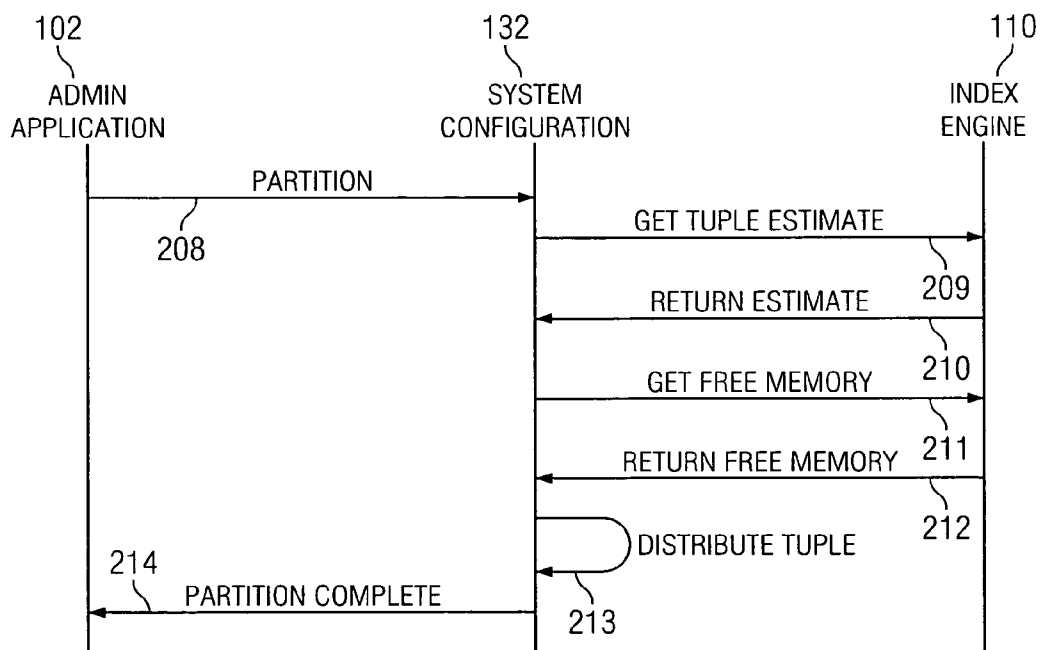 102
132
110
ADMIN
APPLICATION
SYSTEM
CONFIGURATION
INDEX
ENGINE
PARTITION
208
GET TUPLE ESTIMATE
209
RETURN ESTIMATE
210
GET FREE MEMORY
211
RETURN FREE MEMORY
212
DISTRIBUTE TUPLE
213
214
PARTITION COMPLETE